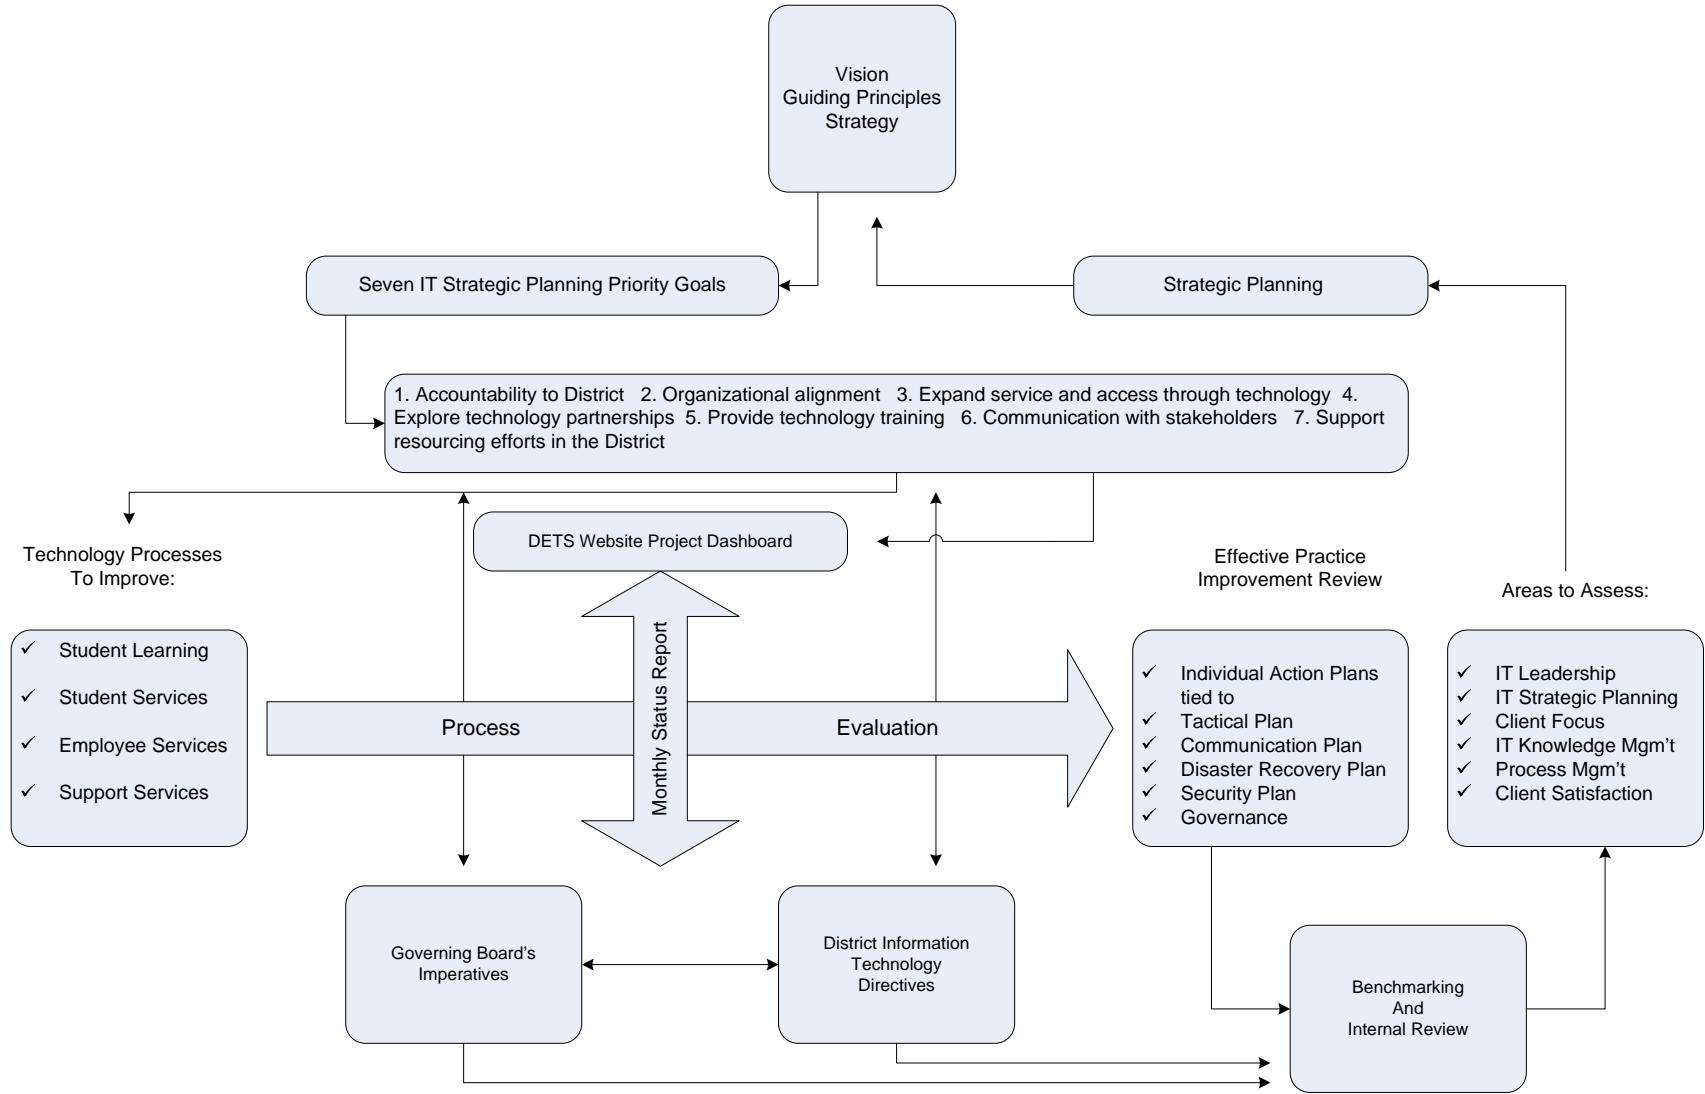 Vision
Guiding Principles
Strategy
Seven IT Strategic Planning Priority Goals
Strategic Planning
1. Accountability to District 2. Organizational alignment 3. Expand service and access through technology 4.
Explore technology partnerships 5. Provide technology training 6. Communication with stakeholders 7. Support
resourcing efforts in the District
DETS Website Project Dashboard
Technology Processes
To Improve:
✓ Student Learning
✓ Student Services
✓ Employee Services
✓ Support Services
Process
Monthly Status Report
Evaluation
Effective Practice
Improvement Review
✓ Individual Action Plans
tied to
✓ Tactical Plan
✓ Communication Plan
✓ Disaster Recovery Plan
✓ Security Plan
✓ Governance
Areas to Assess:
✓ IT Leadership
✓ IT Strategic Planning
✓ Client Focus
✓ IT Knowledge Mgm’t
✓ Process Mgm’t
✓ Client Satisfaction
Governing Board’s
Imperatives
District Information
Technology
Directives
Benchmarking
And
Internal Review